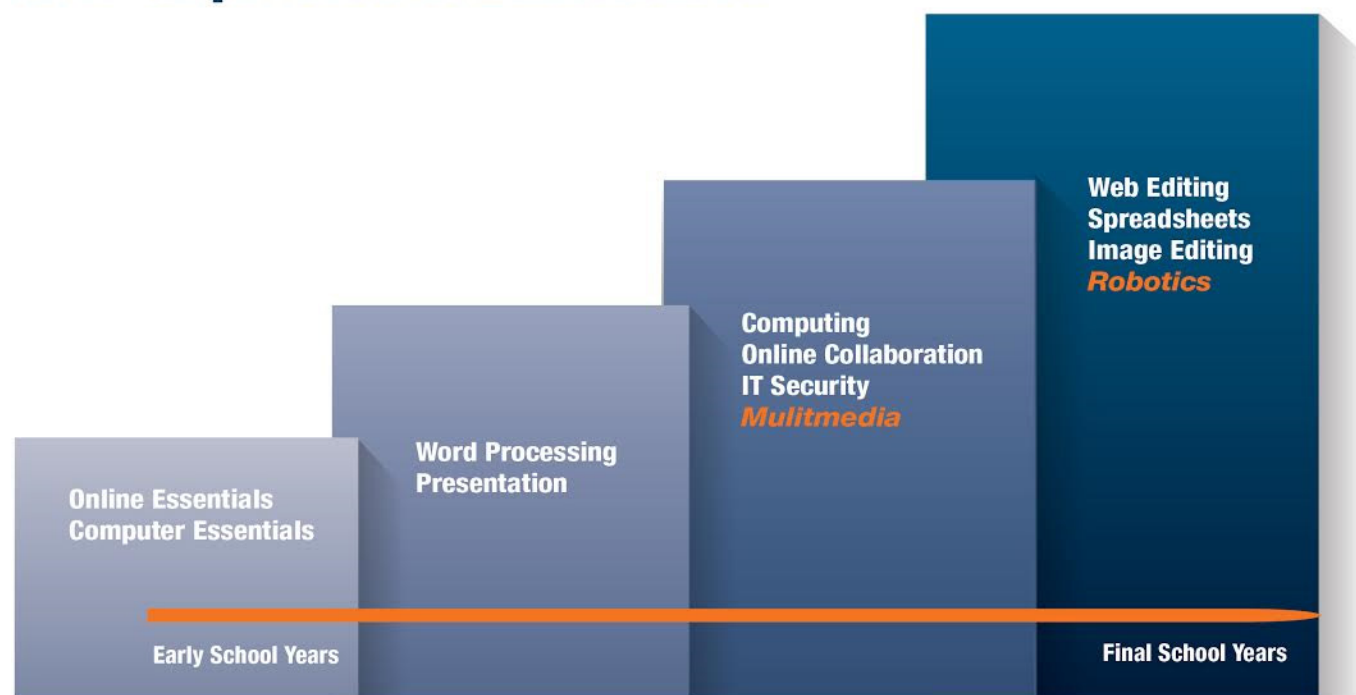 Online Essentials
Computer Essentials
Word Processing
Presentation
Computing
Online Collaboration
IT Security
Mulitmedia
Web Editing
Spreadsheets
Image Editing
Robotics
Early School Years
Final School Years